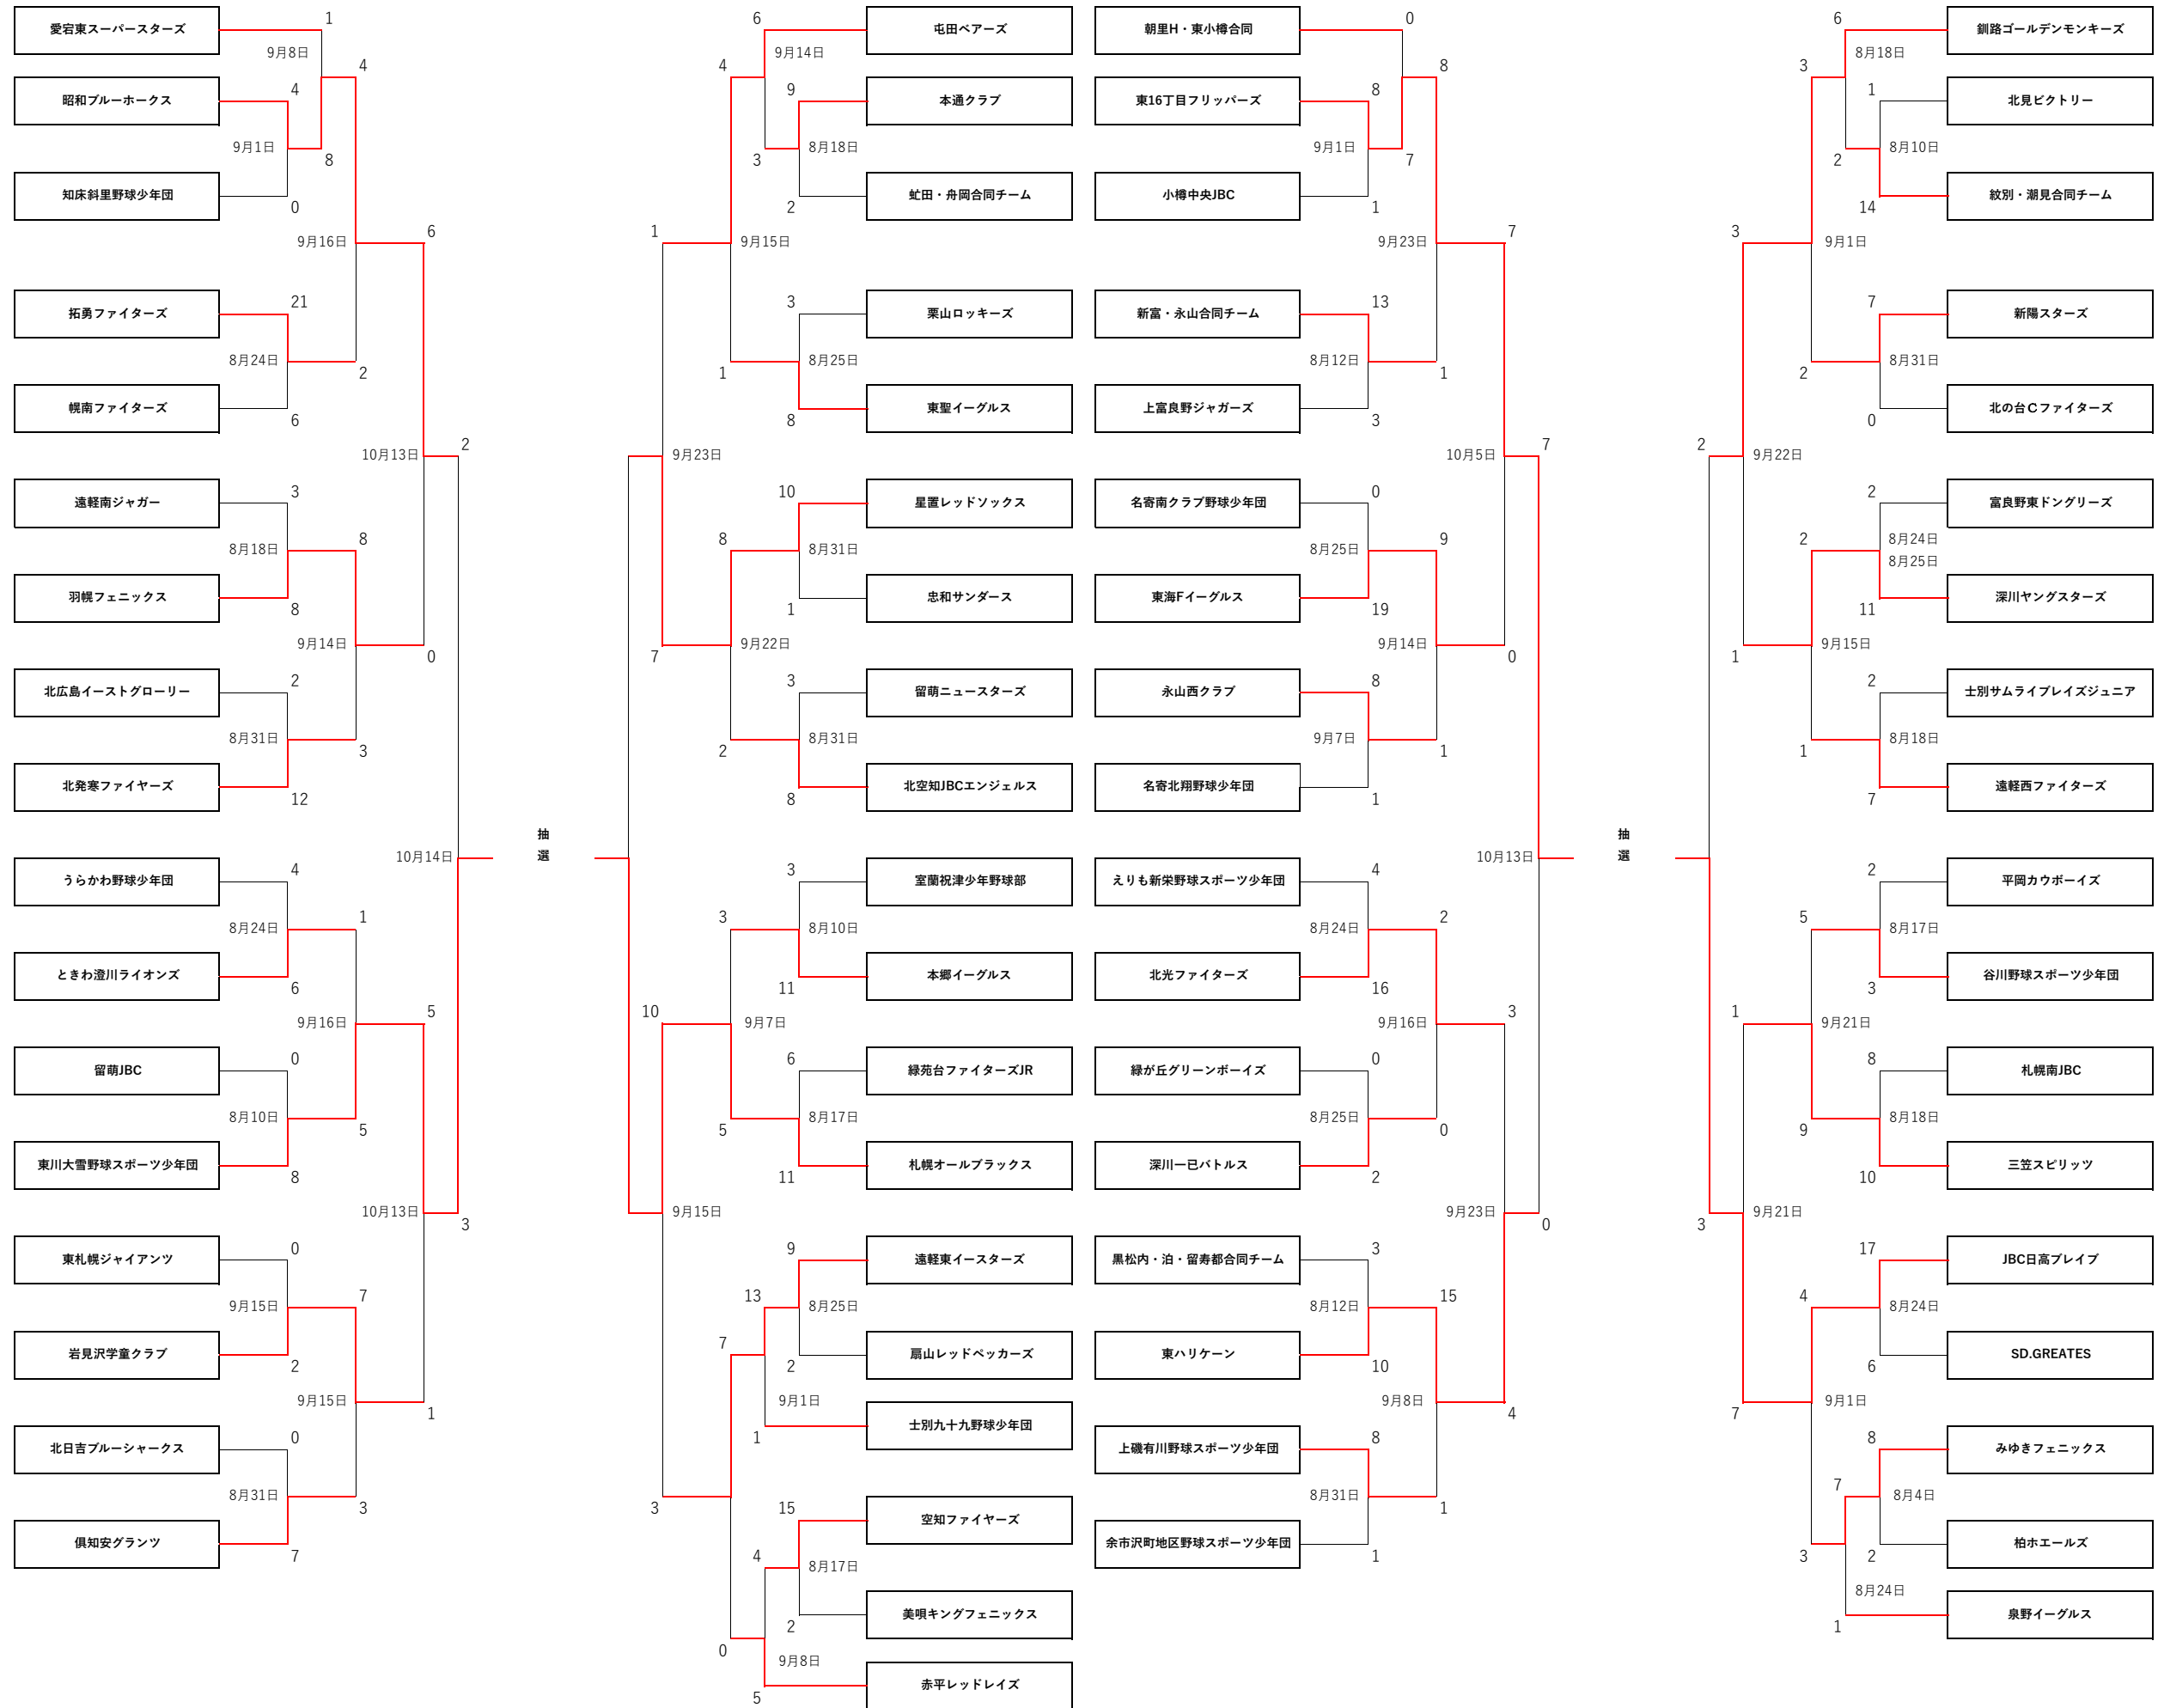 愛宕東スーパースターズ
1
9月8日
4
昭和ブルーホークス
4
9月1日
8
知床斜里野球少年団
0
9月16日
6
拓勇ファイターズ
21
8月24日
2
幌南ファイターズ
6
10月13日
2
遠軽南ジャガー
3
8月18日
8
羽幌フェニックス
8
9月14日
0
北広島イーストグローリー
2
8月31日
3
北発寒ファイヤーズ
12
10月14日
うらかわ野球少年団
4
8月24日
1
ときわ澄川ライオンズ
6
9月16日
5
留萌JBC
0
8月10日
5
東川大雪野球スポーツ少年団
8
10月13日
3
東札幌ジャイアンツ
0
9月15日
7
岩見沢学童クラブ
2
9月15日
1
北日吉ブルーシャークス
0
8月31日
3
倶知安グランツ
7
抽
選
6
屯田ベアーズ
9月14日
4
9
本通クラブ
8月18日
3
2
虻田・舟岡合同チーム
1
9月15日
3
栗山ロッキーズ
8月25日
1
8
東聖イーグルス
9月23日
10
星置レッドソックス
8
8月31日
1
忠和サンダース
7
9月22日
3
留萌ニュースターズ
8月31日
2
8
北空知JBCエンジェルス
3
室蘭祝津少年野球部
3
8月10日
11
本郷イーグルス
10
9月7日
6
緑苑台ファイターズJR
8月17日
5
11
札幌オールブラックス
9月15日
9
遠軽東イースターズ
13
8月25日
7
2
扇山レッドペッカーズ
9月1日
1
士別九十九野球少年団
3
15
空知ファイヤーズ
4
8月17日
2
美唄キングフェニックス
0
9月8日
5
赤平レッドレイズ
朝里H・東小樽合同
0
8
東16丁目フリッパーズ
8
9月1日
7
小樽中央JBC
1
9月23日
7
新富・永山合同チーム
13
8月12日
1
上富良野ジャガーズ
3
10月5日
7
名寄南クラブ野球少年団
0
8月25日
9
東海Fイーグルス
19
9月14日
0
永山西クラブ
8
9月7日
1
名寄北翔野球少年団
1
10月13日
えりも新栄野球スポーツ少年団
4
8月24日
2
北光ファイターズ
16
9月16日
3
緑が丘グリーンボーイズ
0
8月25日
0
深川一已バトルス
2
9月23日
0
黒松内・泊・留寿都合同チーム
3
8月12日
15
東ハリケーン
10
9月8日
4
上磯有川野球スポーツ少年団
8
8月31日
1
余市沢町地区野球スポーツ少年団
1
抽
選
6
釧路ゴールデンモンキーズ
8月18日
3
1
北見ビクトリー
8月10日
2
14
紋別・潮見合同チーム
3
9月1日
7
新陽スターズ
8月31日
2
0
北の台Cファイターズ
2
9月22日
2
富良野東ドングリーズ
2
8月24日
8月25日
11
深川ヤングスターズ
1
9月15日
2
士別サムライブレイズジュニア
8月18日
1
7
遠軽西ファイターズ
2
平岡カウボーイズ
5
8月17日
3
谷川野球スポーツ少年団
1
9月21日
8
札幌南JBC
8月18日
9
10
三笠スピリッツ
3
9月21日
17
JBC日高ブレイブ
4
8月24日
6
SD.GREATES
7
9月1日
8
みゆきフェニックス
7
8月4日
3
2
柏ホエールズ
8月24日
1
泉野イーグルス